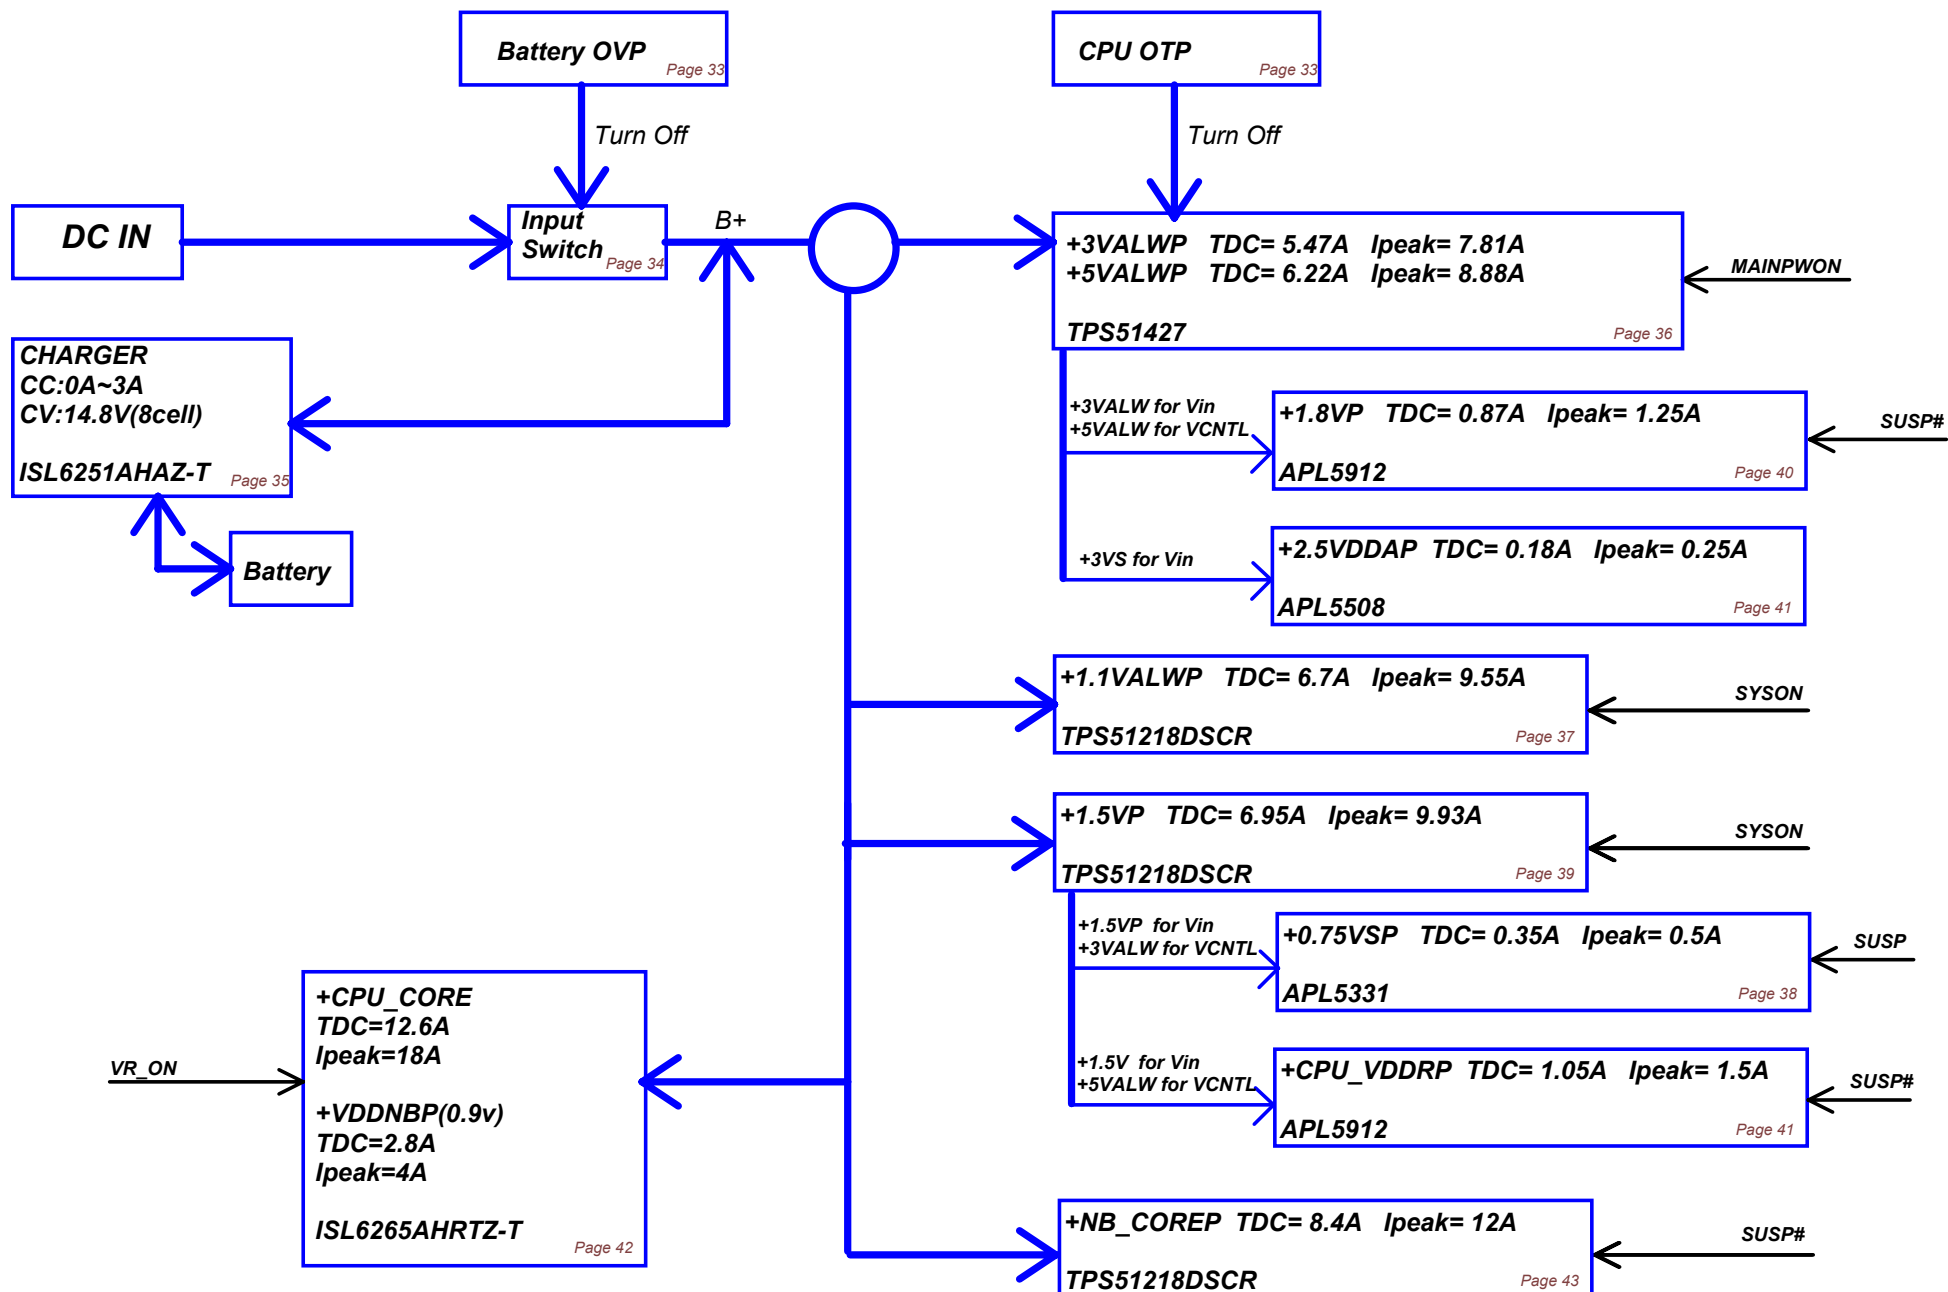 Battery OVP
Page 33
CPU OTP
Page 33
Turn Off
Turn Off
DC IN
Input
Switch
Page 34
B+
+3VALWP TDC= 5.47A Ipeak= 7.81A
+5VALWP TDC= 6.22A Ipeak= 8.88A
TPS51427
Page 36
MAINPWON
CHARGER
CC:0A~3A
CV:14.8V(8cell)
ISL6251AHAZ-T
Page 35
Battery
+3VALW for Vin
+5VALW for VCNTL
+1.8VP TDC= 0.87A Ipeak= 1.25A
APL5912
Page 40
SUSP#
+3VS for Vin
+2.5VDDAP TDC= 0.18A Ipeak= 0.25A
APL5508
Page 41
+1.1VALWP TDC= 6.7A Ipeak= 9.55A
TPS51218DSCR
Page 37
SYSON
+1.5VP TDC= 6.95A Ipeak= 9.93A
TPS51218DSCR
Page 39
SYSON
+1.5VP for Vin
+3VALW for VCNTL
+0.75VSP TDC= 0.35A Ipeak= 0.5A
APL5331
Page 38
SUSP
+1.5V for Vin
+5VALW for VCNTL
+CPU_VDDRP TDC= 1.05A Ipeak= 1.5A
APL5912
Page 41
SUSP#
VR_ON
+CPU_CORE
TDC=12.6A
Ipeak=18A
+VDDNBP(0.9v)
TDC=2.8A
Ipeak=4A
ISL6265AHRTZ-T
Page 42
+NB_COREP TDC= 8.4A Ipeak= 12A
TPS51218DSCR
Page 43
SUSP#